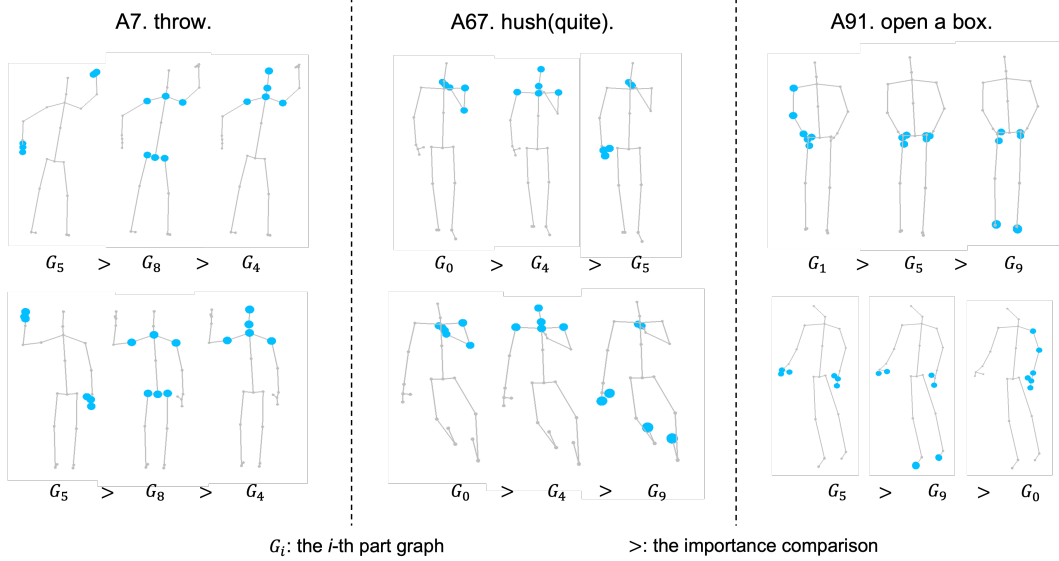 A7. throw.
A67. hush(quite).
A91. open a box.
G5 > G8 > G4
G0 > G4 > G5
G1 > G5 > G9
G5 > G8 > G4
G0 > G4 > G9
G5 > G9 > G0
Gi: the i-th part graph
>: the importance comparison